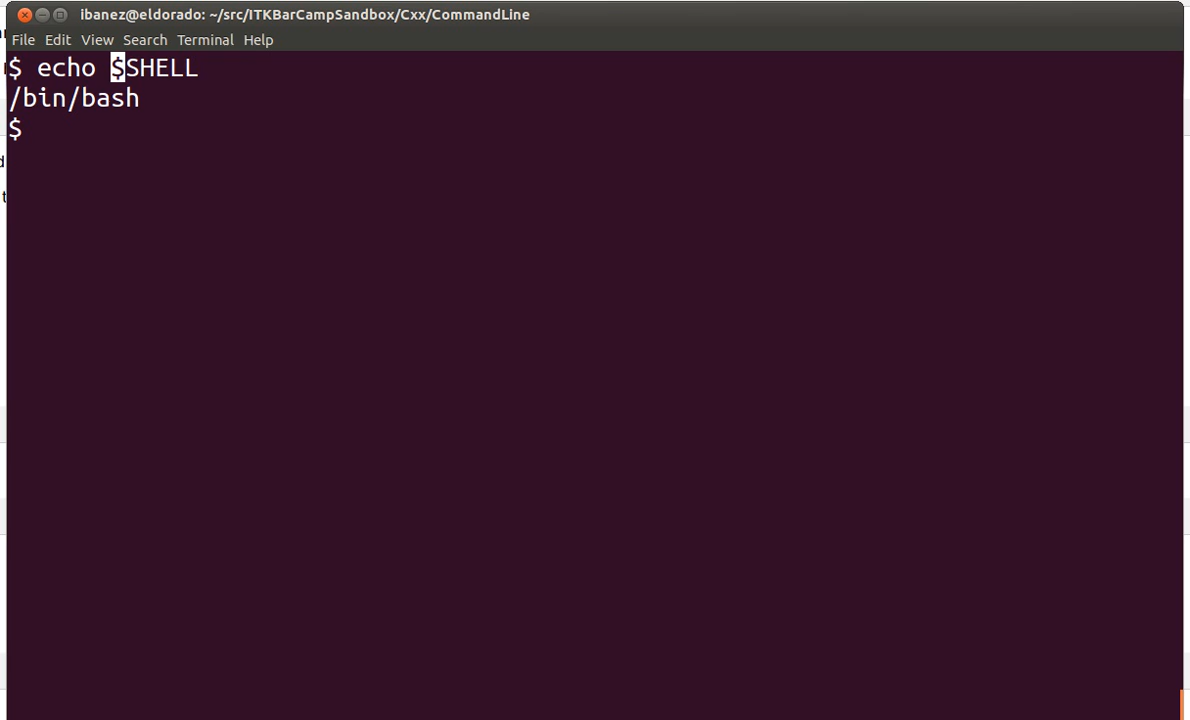 ibanez@eldorado: ~/src/ITKBarCampSandbox/Cxx/CommandLine
File Edit View Search Terminal Help
$ echo $SHELL
/bin/bash
$